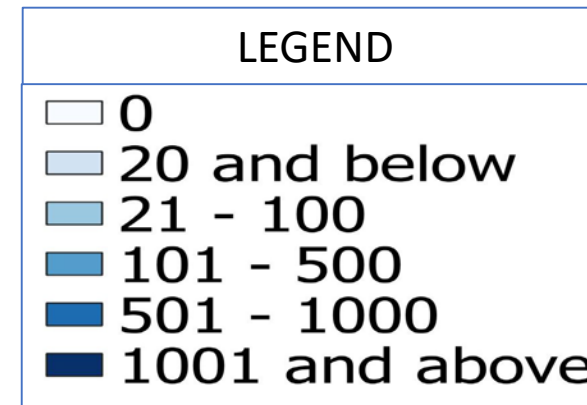 LEGEND
0
20 and below
21 - 100
101 - 500
501 - 1000
1001 and above